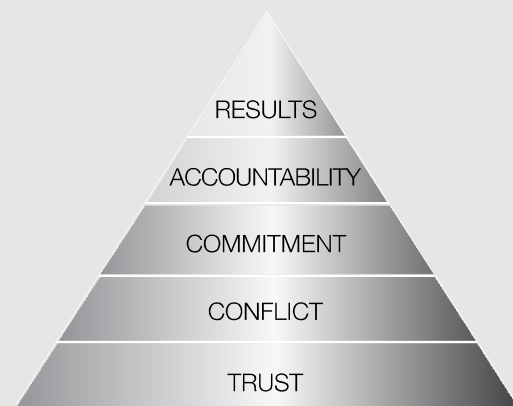 RESULTS
ACCOUNTABILITY
COMMITMENT
CONFLICT
TRUST